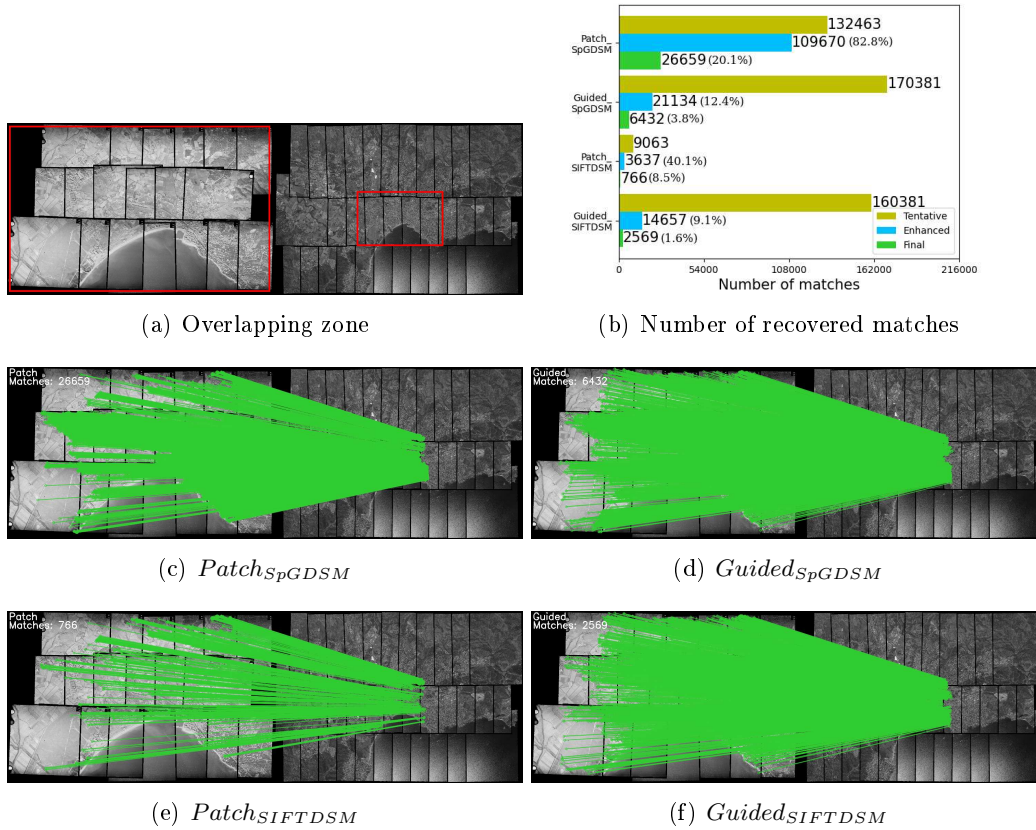 132463
Patch_
SpGDSM
109670 (82.8%)
26659 (20.1%)
170381
Guided_
SpGDSM
21134 (12.4%)
6432 (3.8%)
9063
Patch_
SIFTDSM
3637 (40.1%)
766 (8.5%)
160381
Guided_
SIFTDSM
14657 (9.1%)
2569 (1.6%)
Tentative
Enhanced
Final
0 54000 108000 162000 216000
Number of matches
(a) Overlapping zone
(b) Number of recovered matches
Patch
Matches: 26659
Guided
Matches: 6432
(c) Patch_SpGDSM
(d) Guided_SpGDSM
Patch
Matches: 766
Guided
Matches: 2569
(e) Patch_SIFTDSM
(f) Guided_SIFTDSM